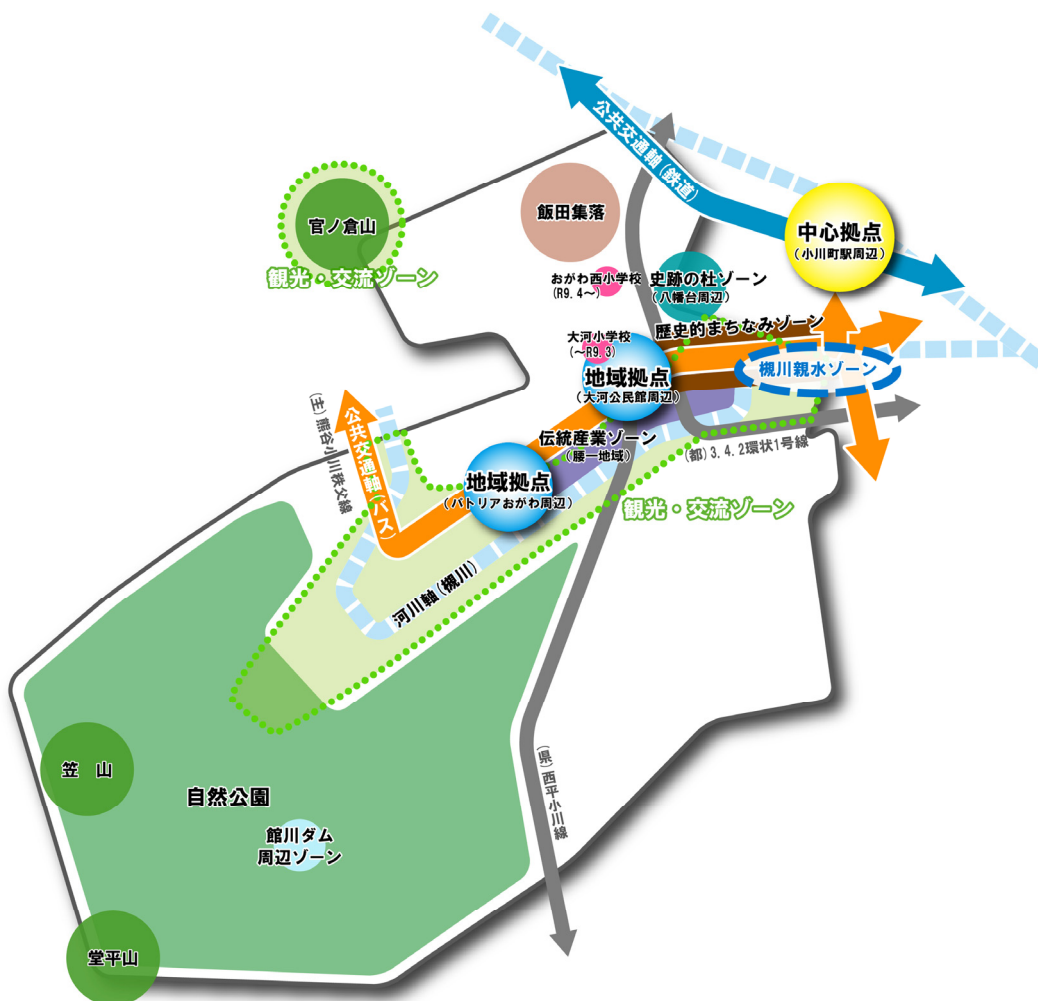 公共交通軸(鉄道)
中心拠点
(小川町駅周辺)
官ノ倉山
観光・交流ゾーン
飯田集落
おがわ西小学校
(R9.4～)
史跡の杜ゾーン
(八幡台周辺)
歴史的まちなみゾーン
大河小学校
(～R9.3)
地域拠点
(大河公民館周辺)
槻川親水ゾーン
(主)熊谷小川秩父線
公共交通軸(バス)
伝統産業ゾーン
(腰一地域)
(都)3.4.2環状1号線
地域拠点
(パトリアおがわ周辺)
観光・交流ゾーン
河川軸(槻川)
(県)西平小川線
笠 山
自然公園
館川ダム
周辺ゾーン
堂平山